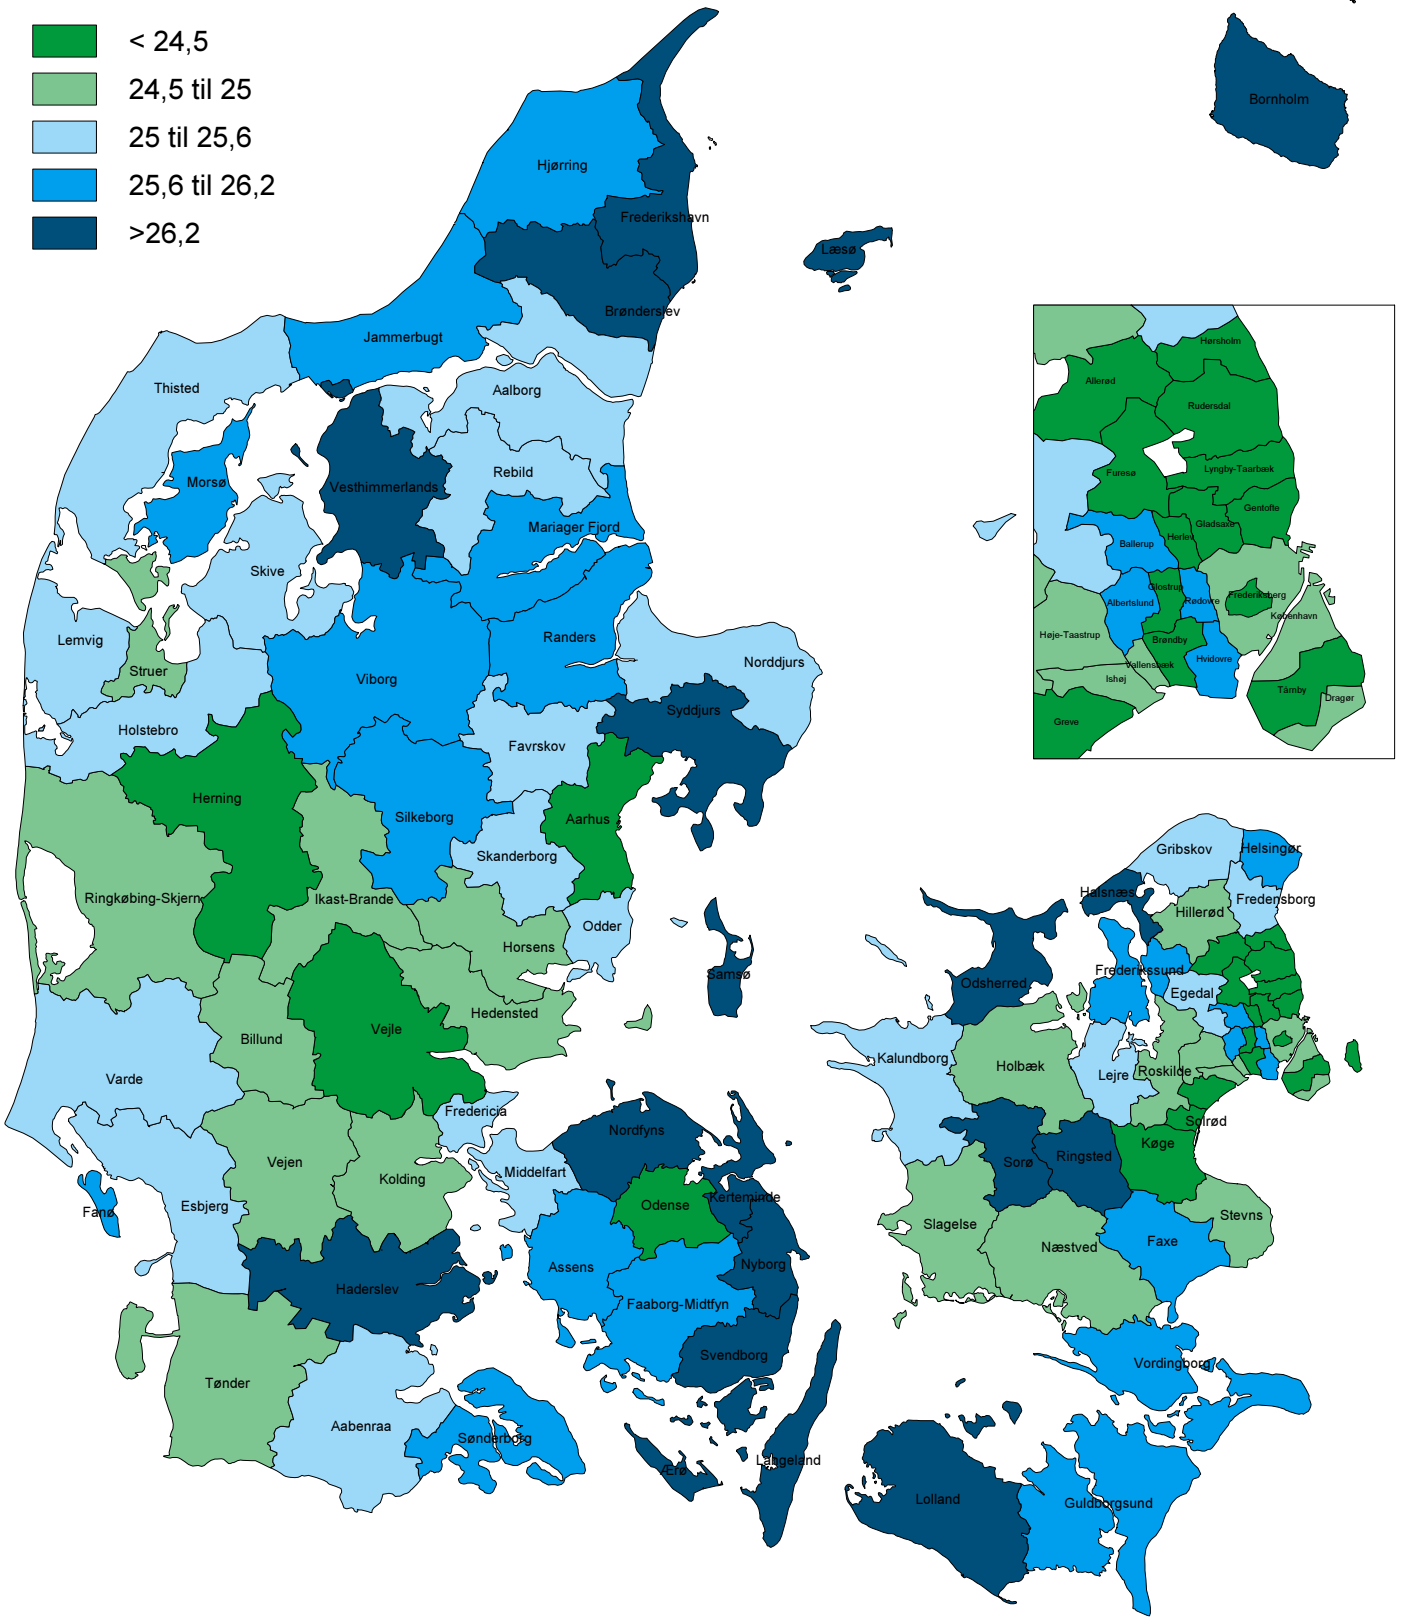 < 24,5
24,5 til 25
25 til 25,6
25,6 til 26,2
>26,2
Bornholm
Hjørring
Frederikshavn
Læsø
Brønderslev
Jammerbugt
Thisted
Aalborg
Rebild
Morsø
Vesthimmerlands
Mariager Fjord
Skive
Lemvig
Randers
Struer
Viborg
Norddjurs
Syddjurs
Holstebro
Favrskov
Herning
Silkeborg
Aarhus
Skanderborg
Ringkøbing-Skjern
Ikast-Brande
Odder
Horsens
Samsø
Hedensted
Billund
Vejle
Varde
Fredericia
Vejen
Kolding
Middelfart
Nordfyns
Fanø
Esbjerg
Odense
Kerteminde
Haderslev
Assens
Nyborg
Faaborg-Midtfyn
Svendborg
Tønder
Aabenraa
Sønderborg
Ærø
Langeland
Hørsholm
Allerød
Rudersdal
Furesø
Lyngby-Taarbæk
Gentofte
Gladsaxe
Herlev
Ballerup
Glostrup
Frederiksberg
Albertslund
Rødovre
København
Høje-Taastrup
Brøndby
Vallensbæk
Hvidovre
Ishøj
Tårnby
Dragør
Greve
Gribskov
Helsingør
Halsnæs
Fredensborg
Hillerød
Frederikssund
Odsherred
Egedal
Kalundborg
Holbæk
Lejre
Roskilde
Solrød
Køge
Sorø
Ringsted
Stevns
Slagelse
Næstved
Faxe
Vordingborg
Lolland
Guldborgsund